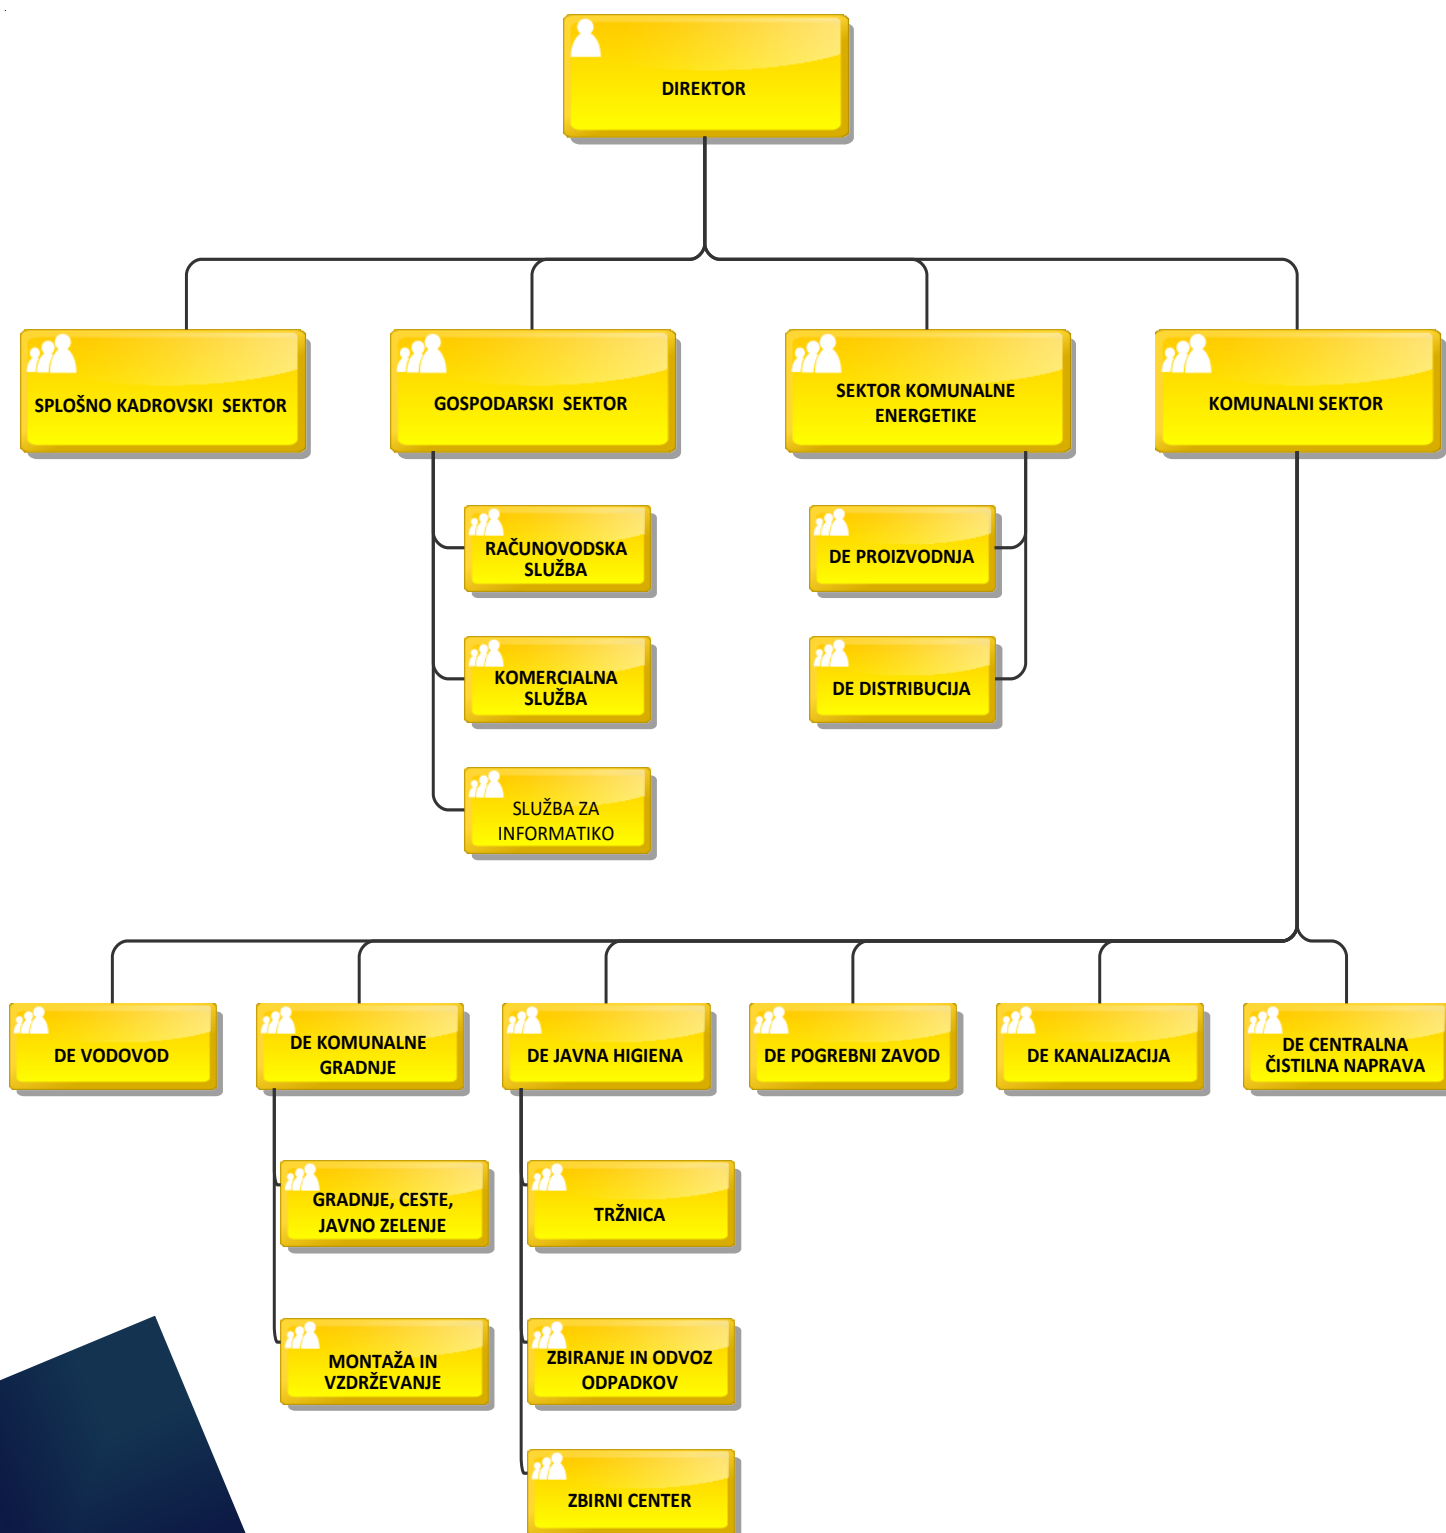 DIREKTOR
SPLOŠNO KADROVSKI SEKTOR
GOSPODARSKI SEKTOR
SEKTOR KOMUNALNE
ENERGETIKE
KOMUNALNI SEKTOR
RAČUNOVODSKA
SLUŽBA
DE PROIZVODNJA
KOMERCIALNA
SLUŽBA
DE DISTRIBUCIJA
SLUŽBA ZA
INFORMATIKO
DE VODOVOD
DE KOMUNALNE
GRADNJE
DE JAVNA HIGIENA
DE POGREBNI ZAVOD
DE KANALIZACIJA
DE CENTRALNA
ČISTILNA NAPRAVA
GRADNJE, CESTE,
JAVNO ZELENJE
TRŽNICA
MONTAŽA IN
VZDRŽEVANJE
ZBIRANJE IN ODVOZ
ODPADKOV
ZBIRNI CENTER